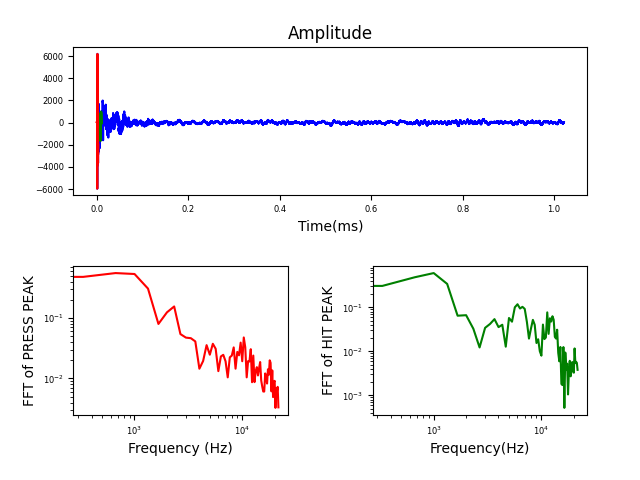 Amplitude
6000
4000
2000
0
−2000
−4000
−6000
0.0 0.2 0.4 0.6 0.8 1.0
Time(ms)
FFT of PRESS PEAK
10⁻¹
10⁻²
10³ 10⁴
Frequency (Hz)
FFT of HIT PEAK
10⁻¹
10⁻²
10⁻³
10³ 10⁴
Frequency(Hz)